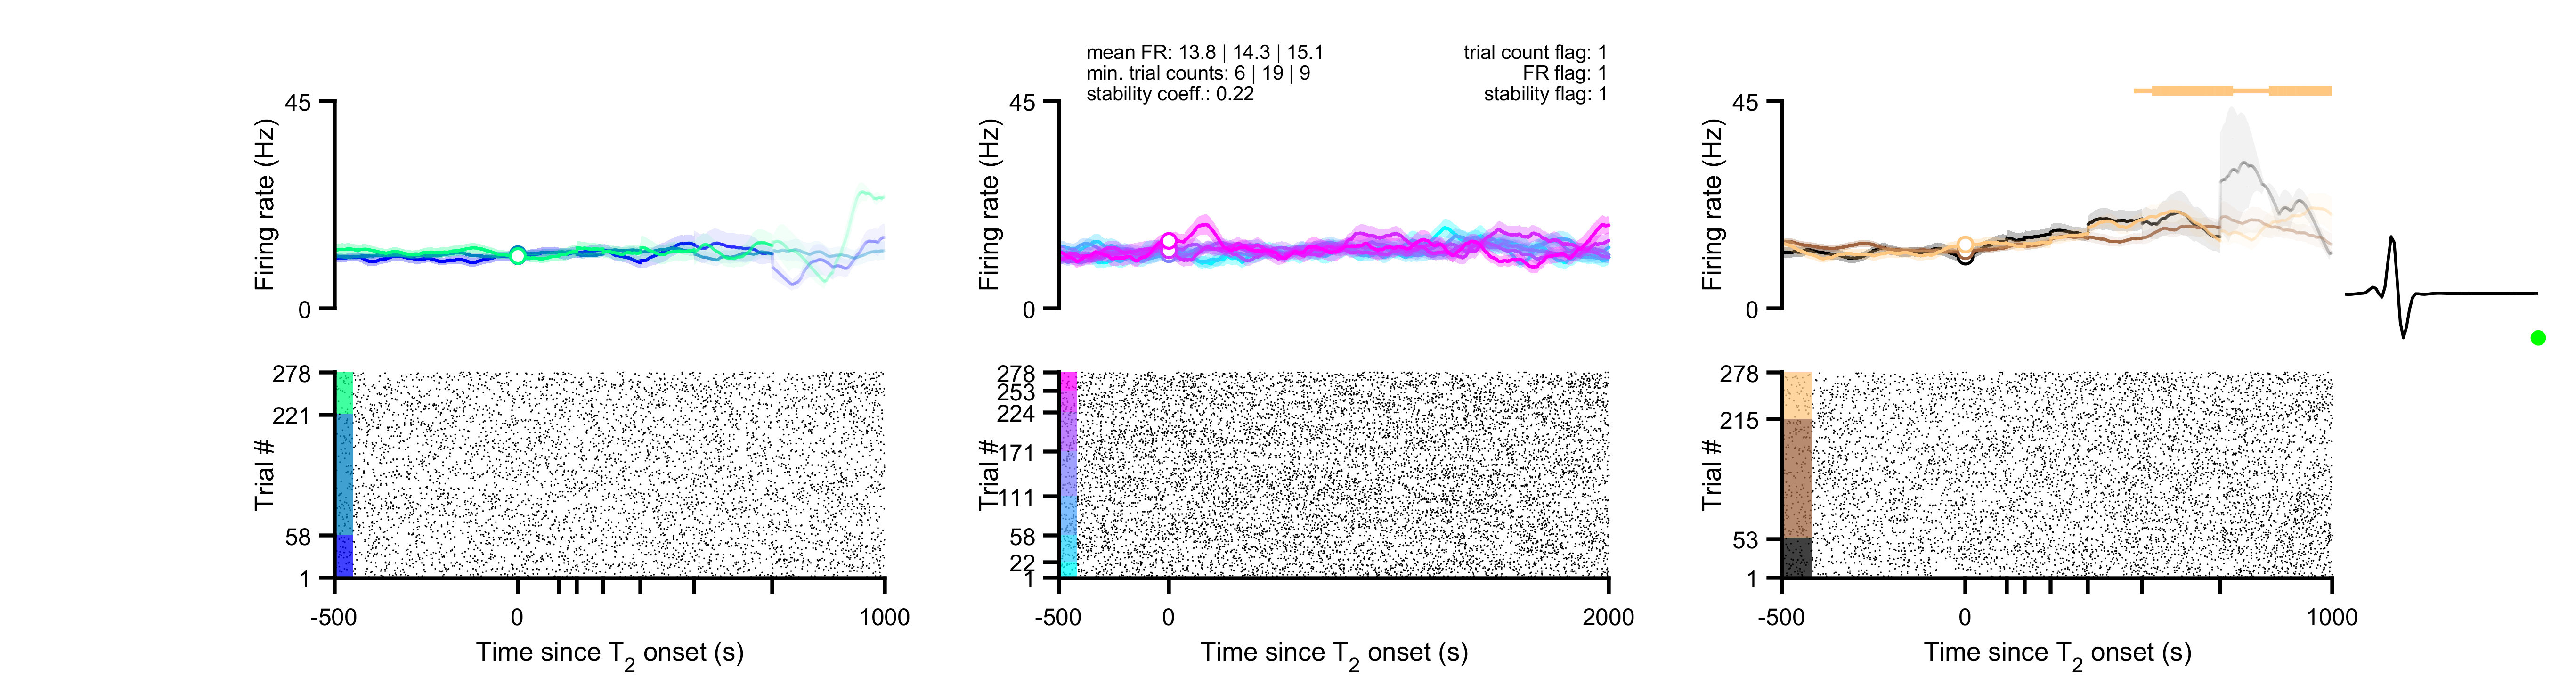 mean FR: 13.8 | 14.3 | 15.1
min. trial counts: 6 | 19 | 9
stability coeff.: 0.22
trial count flag: 1
FR flag: 1
stability flag: 1
45
Firing rate (Hz)
0
278
221
Trial #
58
1
-500
0
1000
Time since T2 onset (s)
45
Firing rate (Hz)
0
278
253
224
171
Trial #
111
58
22
1
-500
0
2000
Time since T2 onset (s)
45
Firing rate (Hz)
0
278
215
Trial #
53
1
-500
0
1000
Time since T2 onset (s)